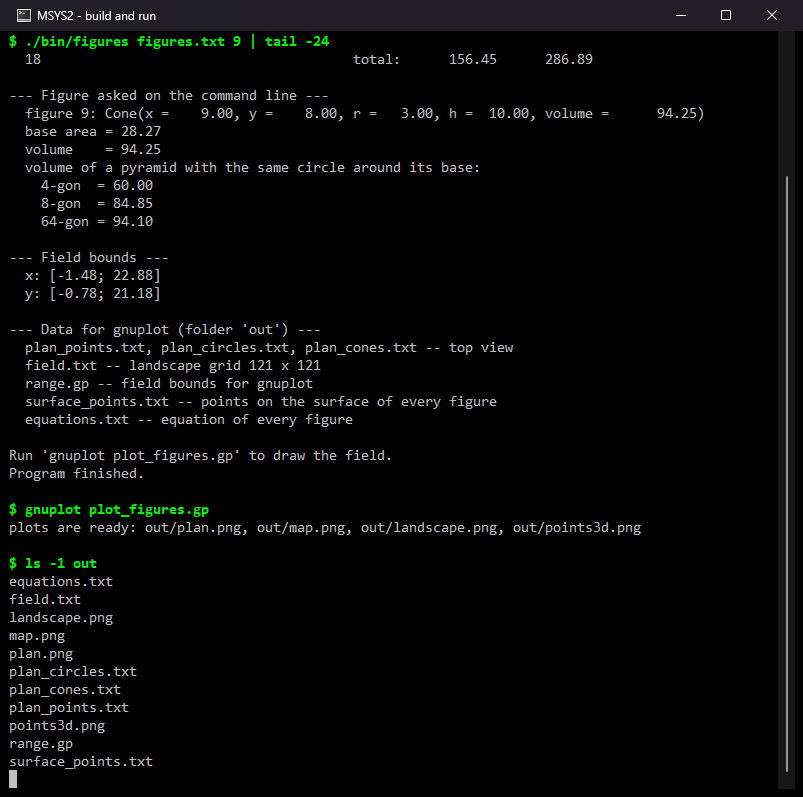 MSYS2 - build and run
$ ./bin/figures figures.txt 9 | tail -24
  18                                       total:      156.45      286.89

--- Figure asked on the command line ---
  figure 9: Cone(x =    9.00, y =    8.00, r =   3.00, h =  10.00, volume =      94.25)
  base area = 28.27
  volume    = 94.25
  volume of a pyramid with the same circle around its base:
    4-gon  = 60.00
    8-gon  = 84.85
    64-gon = 94.10

--- Field bounds ---
  x: [-1.48; 22.88]
  y: [-0.78; 21.18]

--- Data for gnuplot (folder 'out') ---
  plan_points.txt, plan_circles.txt, plan_cones.txt -- top view
  field.txt -- landscape grid 121 x 121
  range.gp -- field bounds for gnuplot
  surface_points.txt -- points on the surface of every figure
  equations.txt -- equation of every figure

Run 'gnuplot plot_figures.gp' to draw the field.
Program finished.

$ gnuplot plot_figures.gp
plots are ready: out/plan.png, out/map.png, out/landscape.png, out/points3d.png

$ ls -1 out
equations.txt
field.txt
landscape.png
map.png
plan.png
plan_circles.txt
plan_cones.txt
plan_points.txt
points3d.png
range.gp
surface_points.txt